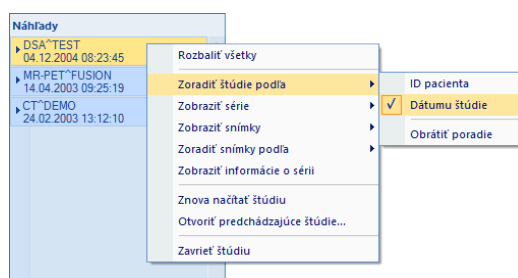 Náhľady
DSA^TEST
04.12.2004 08:23:45
MR-PET^FUSION
14.04.2003 09:25:19
CT^DEMO
24.02.2003 13:12:10
Rozbaliť všetky
Zoradiť štúdie podľa
Zobraziť série
Zobraziť snímky
Zoradiť snímky podľa
Zobraziť informácie o sérii
Znova načítať štúdiu
Otvoriť predchádzajúce štúdie...
Zavrieť štúdiu
ID pacienta
Dátumu štúdie
Obrátiť poradie